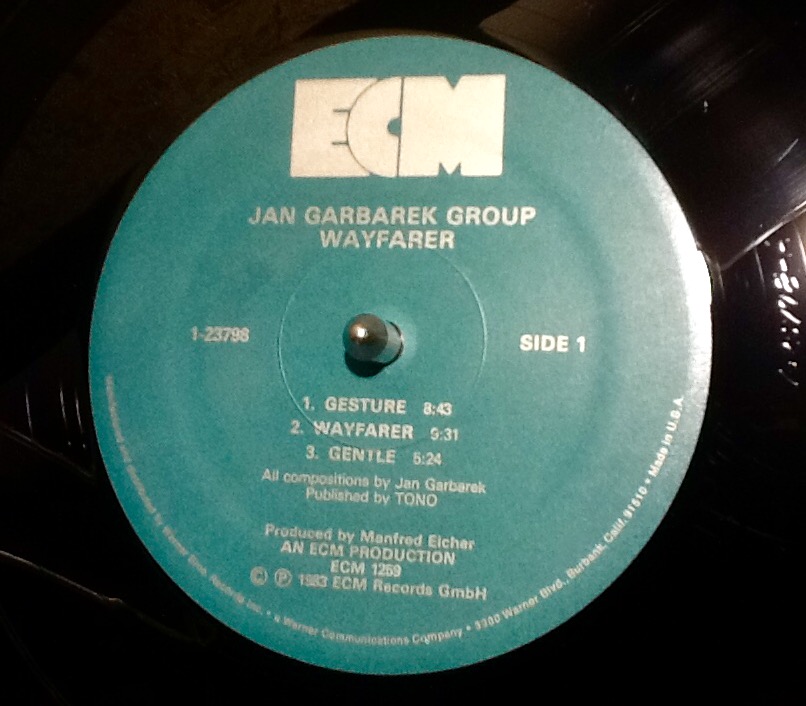 ECM
JAN GARBAREK GROUP
WAYFARER
1-23798
SIDE 1
1. GESTURE 8:43
2. WAYFARER 9:31
3. GENTLE 5:24
All compositions by Jan Garbarek
Published by TONO
Produced by Manfred Eicher
AN ECM PRODUCTION
ECM 1259
© ℗ 1983 ECM Records GmbH
Manufactured and distributed by Warner Bros. Records Inc. • a Warner Communications Company • 3300 Warner Blvd., Burbank, Calif. 91510 • Made in U.S.A.